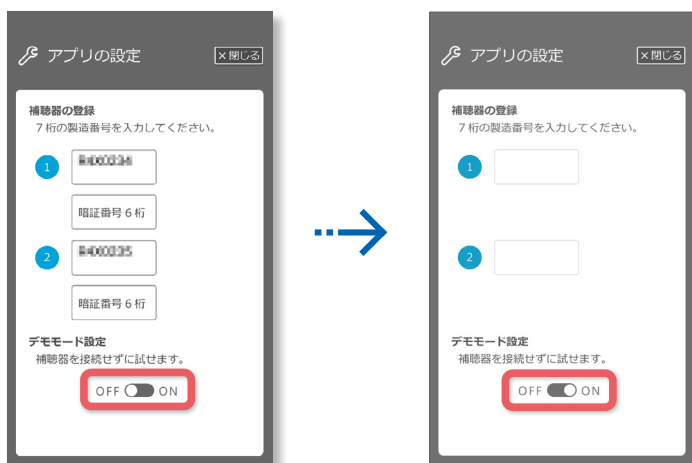 アプリの設定
×閉じる
補聴器の登録
7桁の製造番号を入力してください。
1
暗証番号6桁
2
暗証番号6桁
デモモード設定
補聴器を接続せずに試せます。
OFF ON
アプリの設定
×閉じる
補聴器の登録
7桁の製造番号を入力してください。
1
2
デモモード設定
補聴器を接続せずに試せます。
OFF ON